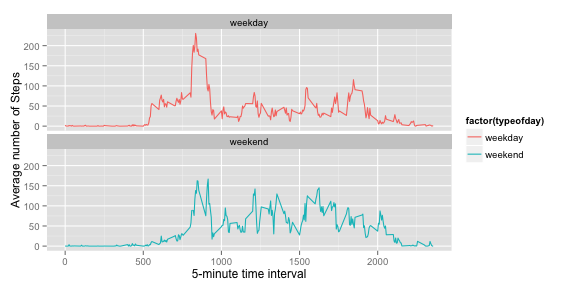 weekday
200
150
100
50
0
Average number of Steps
weekend
200
150
100
50
0
0 500 1000 1500 2000
5-minute time interval
factor(typeofday)
weekday
weekend